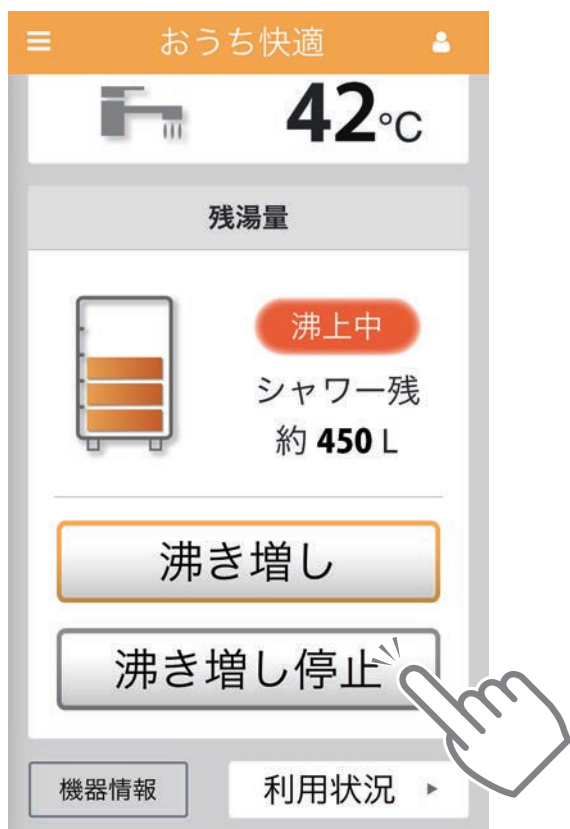 おうち快適
42℃
残湯量
沸上中
シャワー残
約 450 L
沸き増し
沸き増し停止
機器情報
利用状況